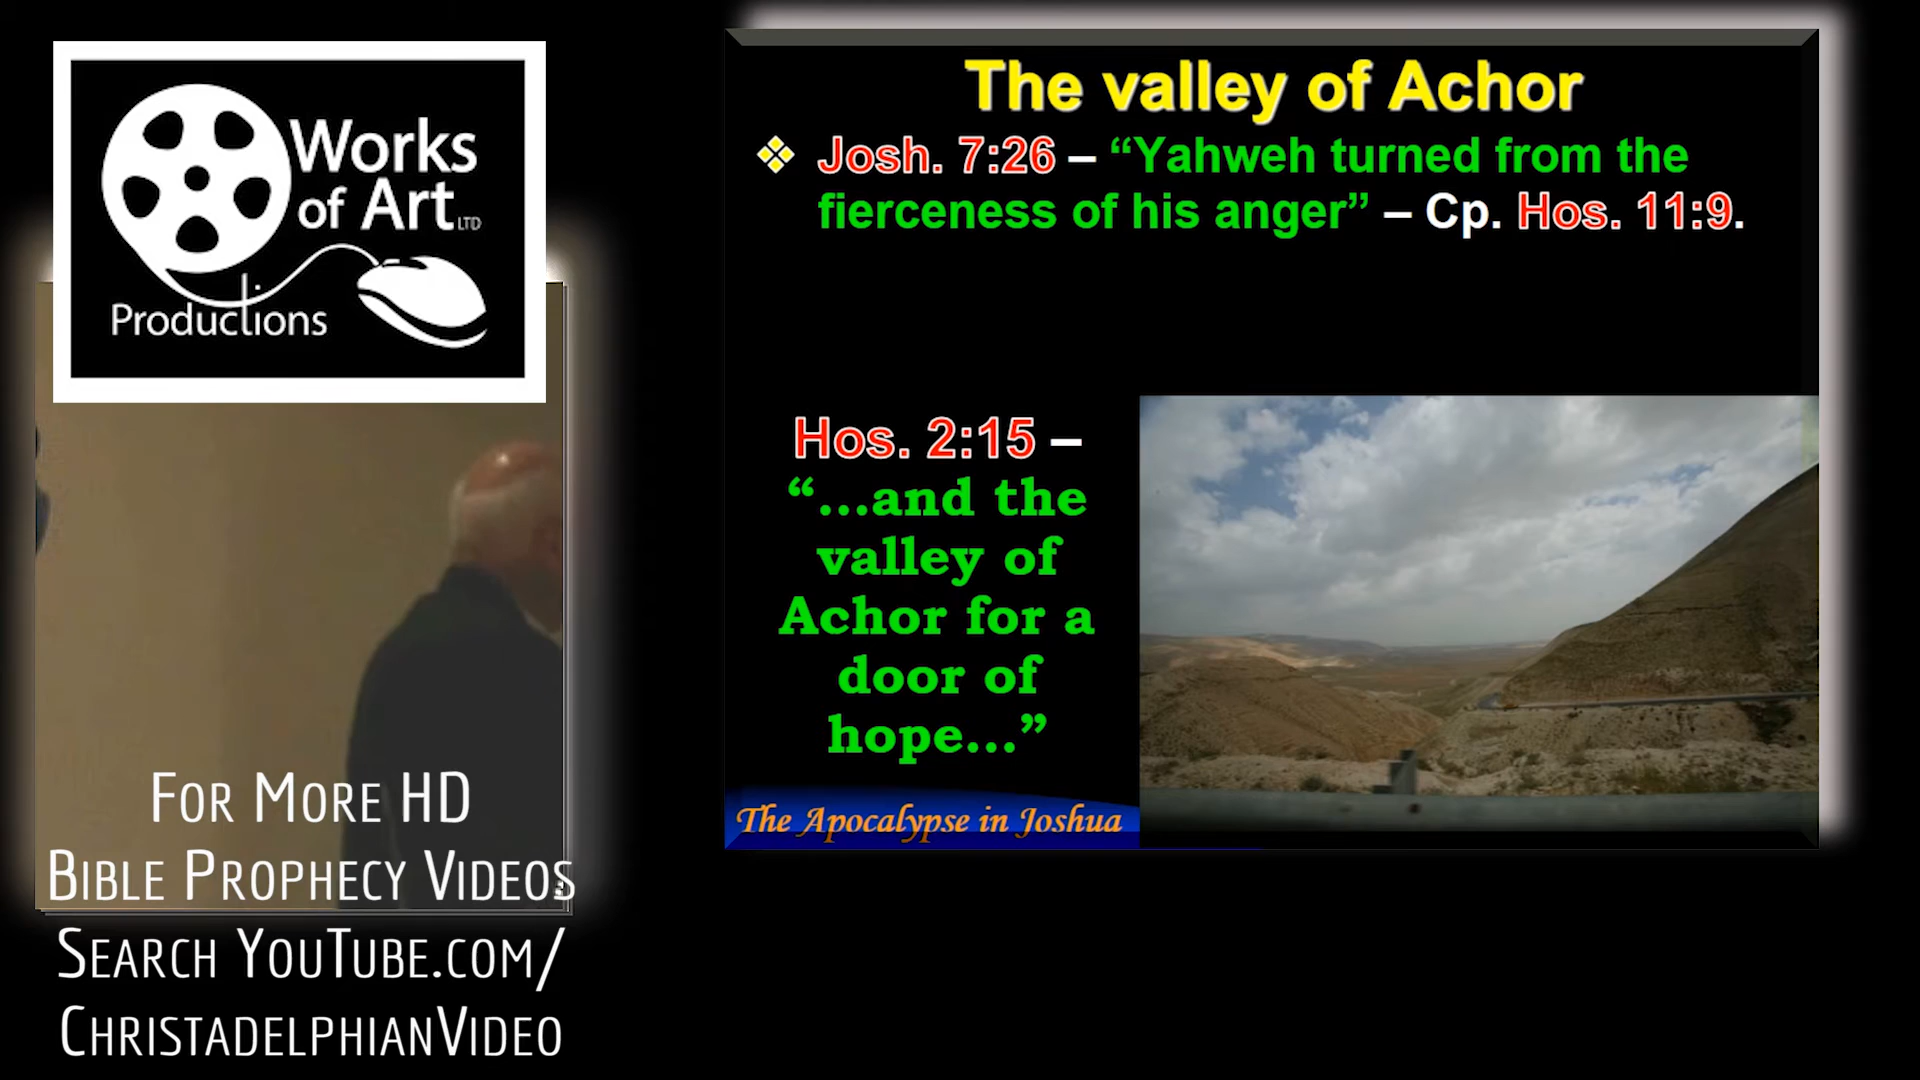 Works
of Art LTD
Productions
FOR MORE HD
BIBLE PROPHECY VIDEOS
SEARCH YOUTUBE.COM/
CHRISTADELPHIANVIDEO
The valley of Achor
❖ Josh. 7:26 – “Yahweh turned from the
fierceness of his anger” – Cp. Hos. 11:9.
Hos. 2:15 –
“…and the
valley of
Achor for a
door of
hope…”
The Apocalypse in Joshua